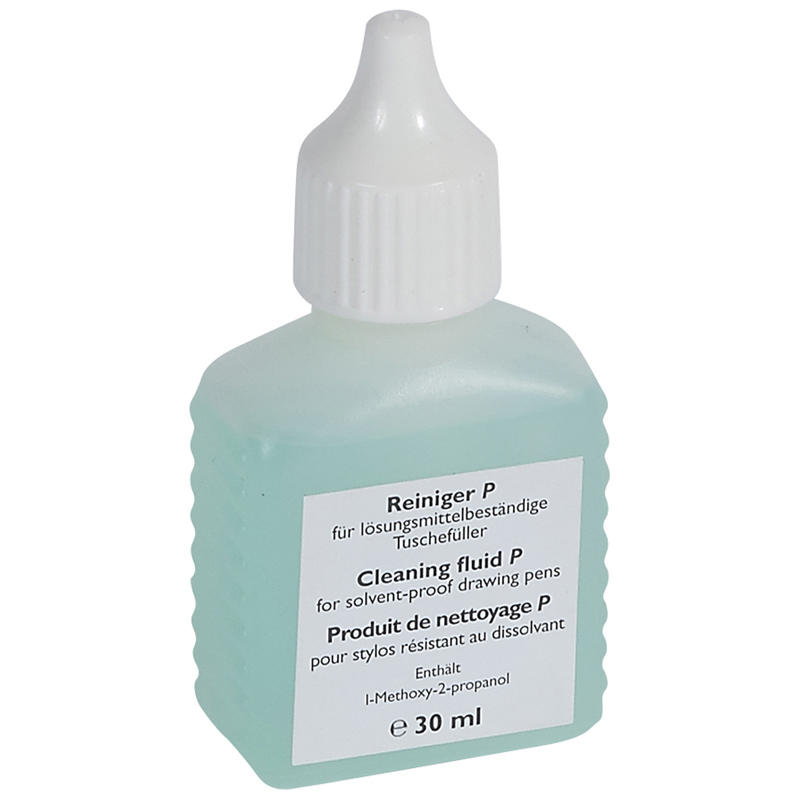 Reiniger P
für lösungsmittelbeständige
Tuschefüller
Cleaning fluid P
for solvent-proof drawing pens
Produit de nettoyage P
pour stylos résistant au dissolvant
Enthält
1-Methoxy-2-propanol
℮ 30 ml